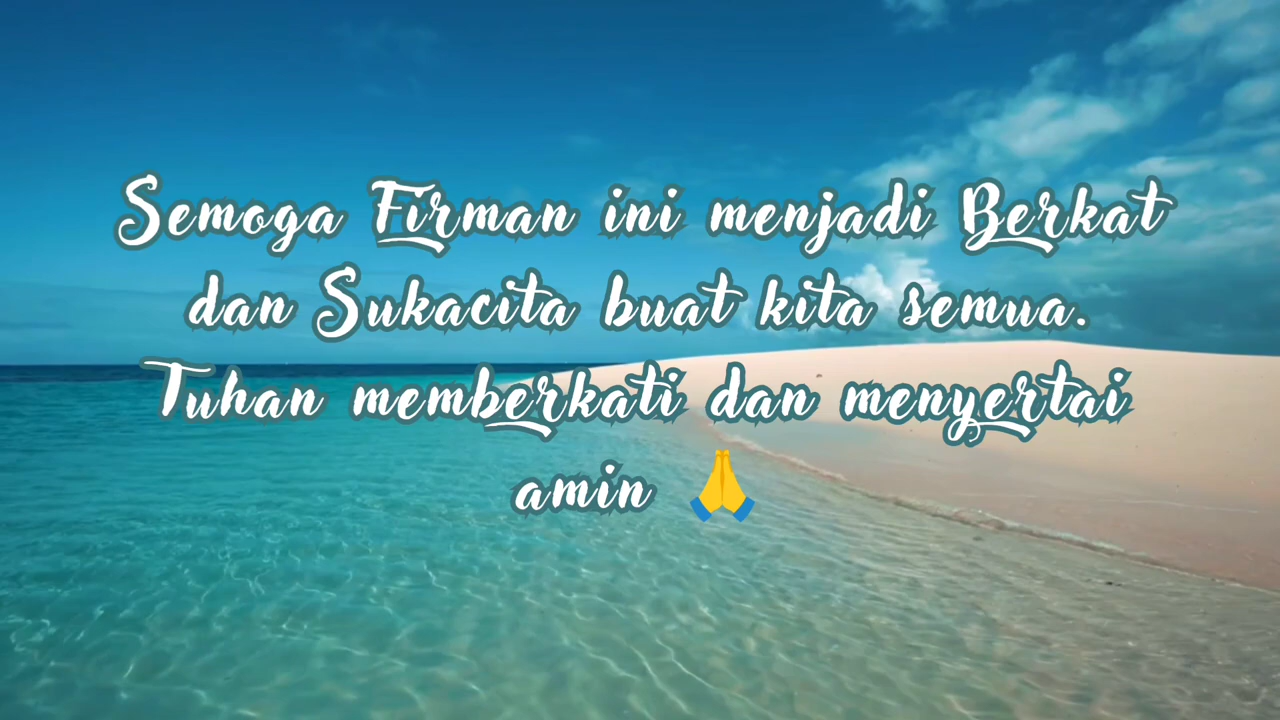 Semoga Firman ini menjadi Berkat
dan Sukacita buat kita semua.
Tuhan memberkati dan menyertai
amin 🙏